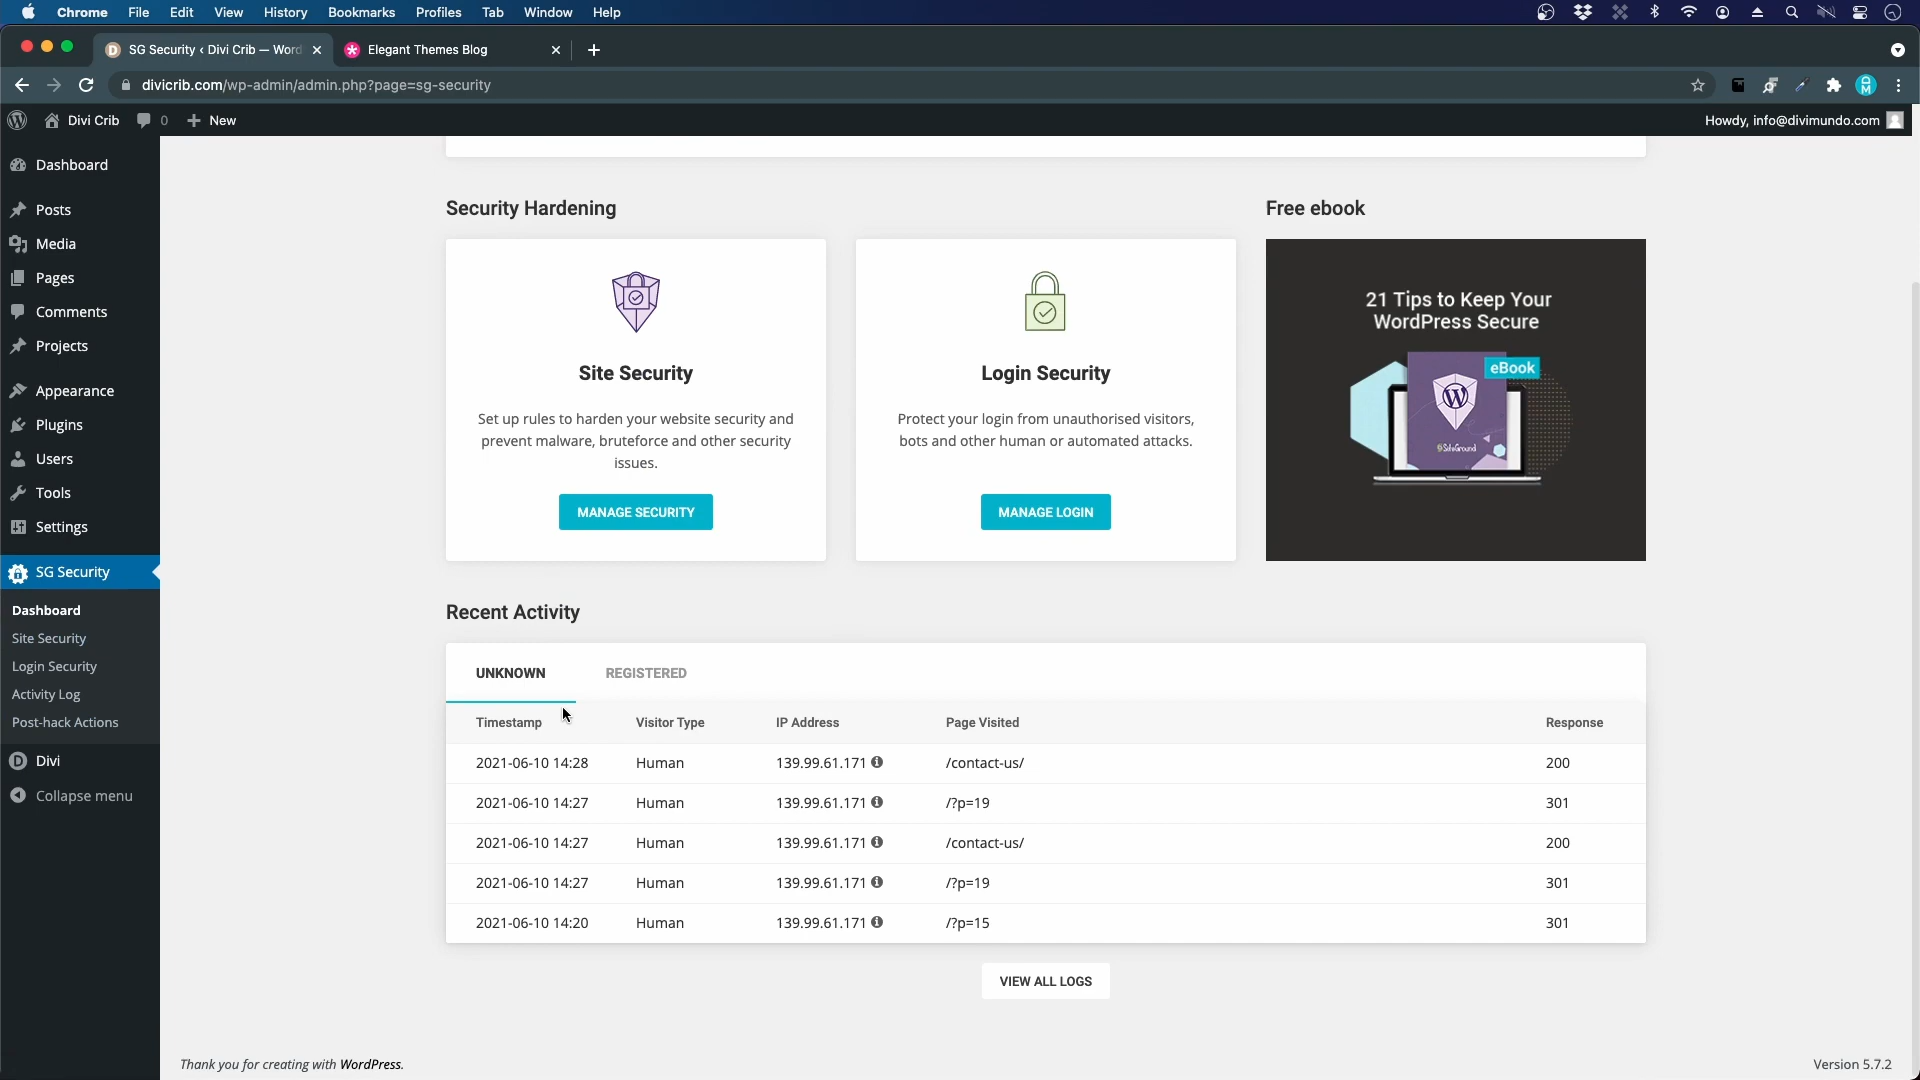 Chrome File Edit View History Bookmarks Profiles Tab Window Help
SG Security ‹ Divi Crib — Word
Elegant Themes Blog
divicrib.com/wp-admin/admin.php?page=sg-security
Divi Crib 0 New
Howdy, info@divimundo.com
Dashboard
Posts
Media
Pages
Comments
Projects
Appearance
Plugins
Users
Tools
Settings
SG Security
Dashboard
Site Security
Login Security
Activity Log
Post-hack Actions
Divi
Collapse menu
Security Hardening
Site Security
Set up rules to harden your website security and
prevent malware, bruteforce and other security
issues.
MANAGE SECURITY
Login Security
Protect your login from unauthorised visitors,
bots and other human or automated attacks.
MANAGE LOGIN
Free ebook
21 Tips to Keep Your
WordPress Secure
eBook
SiteGround
Recent Activity
UNKNOWN REGISTERED
Timestamp Visitor Type IP Address Page Visited Response
2021-06-10 14:28 Human 139.99.61.171 /contact-us/ 200
2021-06-10 14:27 Human 139.99.61.171 /?p=19 301
2021-06-10 14:27 Human 139.99.61.171 /contact-us/ 200
2021-06-10 14:27 Human 139.99.61.171 /?p=19 301
2021-06-10 14:20 Human 139.99.61.171 /?p=15 301
VIEW ALL LOGS
Thank you for creating with WordPress.
Version 5.7.2